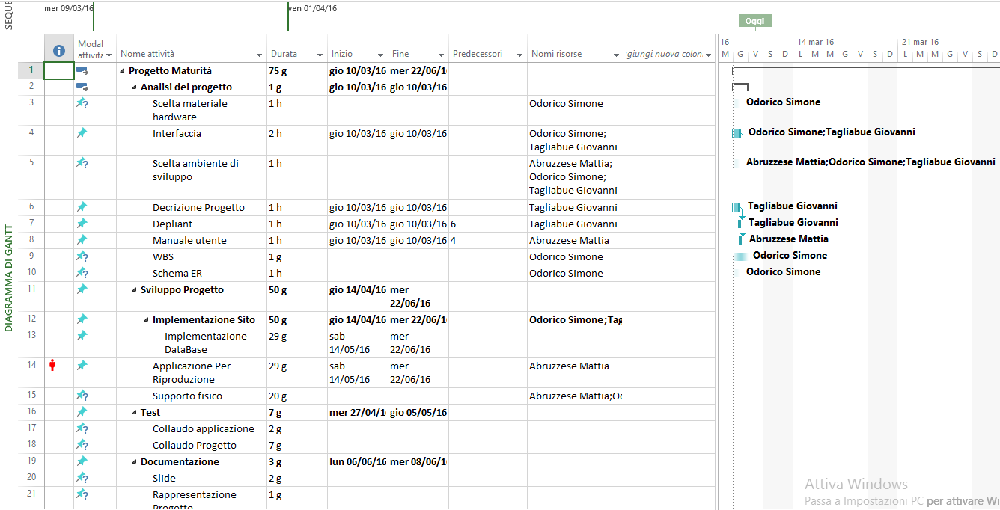 SEQUE
mer 09/03/16
ven 01/04/16
Oggi
DIAGRAMMA DI GANTT
Modal
attività
Nome attività
Durata
Inizio
Fine
Predecessori
Nomi risorse
giungi nuova colon
16
14 mar 16
21 mar 16
M G V S D L M M G V S D L M M G V S D
1 Progetto Maturità 75 g gio 10/03/16 mer 22/06/1
2 Analisi del progetto 1 g gio 10/03/16 gio 10/03/16
3 Scelta materiale
hardware
1 h Odorico Simone
Odorico Simone
4 Interfaccia 2 h gio 10/03/16 gio 10/03/16 Odorico Simone;
Tagliabue Giovanni
Odorico Simone;Tagliabue Giovanni
5 Scelta ambiente di
sviluppo
1 h Abruzzese Mattia;
Odorico Simone;
Tagliabue Giovanni
Abruzzese Mattia;Odorico Simone;Tagliabue Giovanni
6 Decrizione Progetto 1 h gio 10/03/16 gio 10/03/16 Tagliabue Giovanni Tagliabue Giovanni
7 Depliant 1 h gio 10/03/16 gio 10/03/16 6 Tagliabue Giovanni Tagliabue Giovanni
8 Manuale utente 1 h gio 10/03/16 gio 10/03/16 4 Abruzzese Mattia Abruzzese Mattia
9 WBS 1 g Odorico Simone Odorico Simone
10 Schema ER 1 h Odorico Simone Odorico Simone
11 Sviluppo Progetto 50 g gio 14/04/16 mer
22/06/16
12 Implementazione Sito 50 g gio 14/04/16 mer 22/06/1 Odorico Simone;Tag
13 Implementazione
DataBase
29 g sab
14/05/16
mer
22/06/16
14 Applicazione Per
Riproduzione
29 g sab
14/05/16
mer
22/06/16
Abruzzese Mattia
15 Supporto fisico 20 g Abruzzese Mattia;Oc
16 Test 7 g mer 27/04/1 gio 05/05/16
17 Collaudo applicazione 2 g
18 Collaudo Progetto 7 g
19 Documentazione 3 g lun 06/06/16 mer 08/06/1
20 Slide 2 g
21 Rappresentazione
Progetto
1 g
Attiva Windows
Passa a Impostazioni PC per attivare Wi